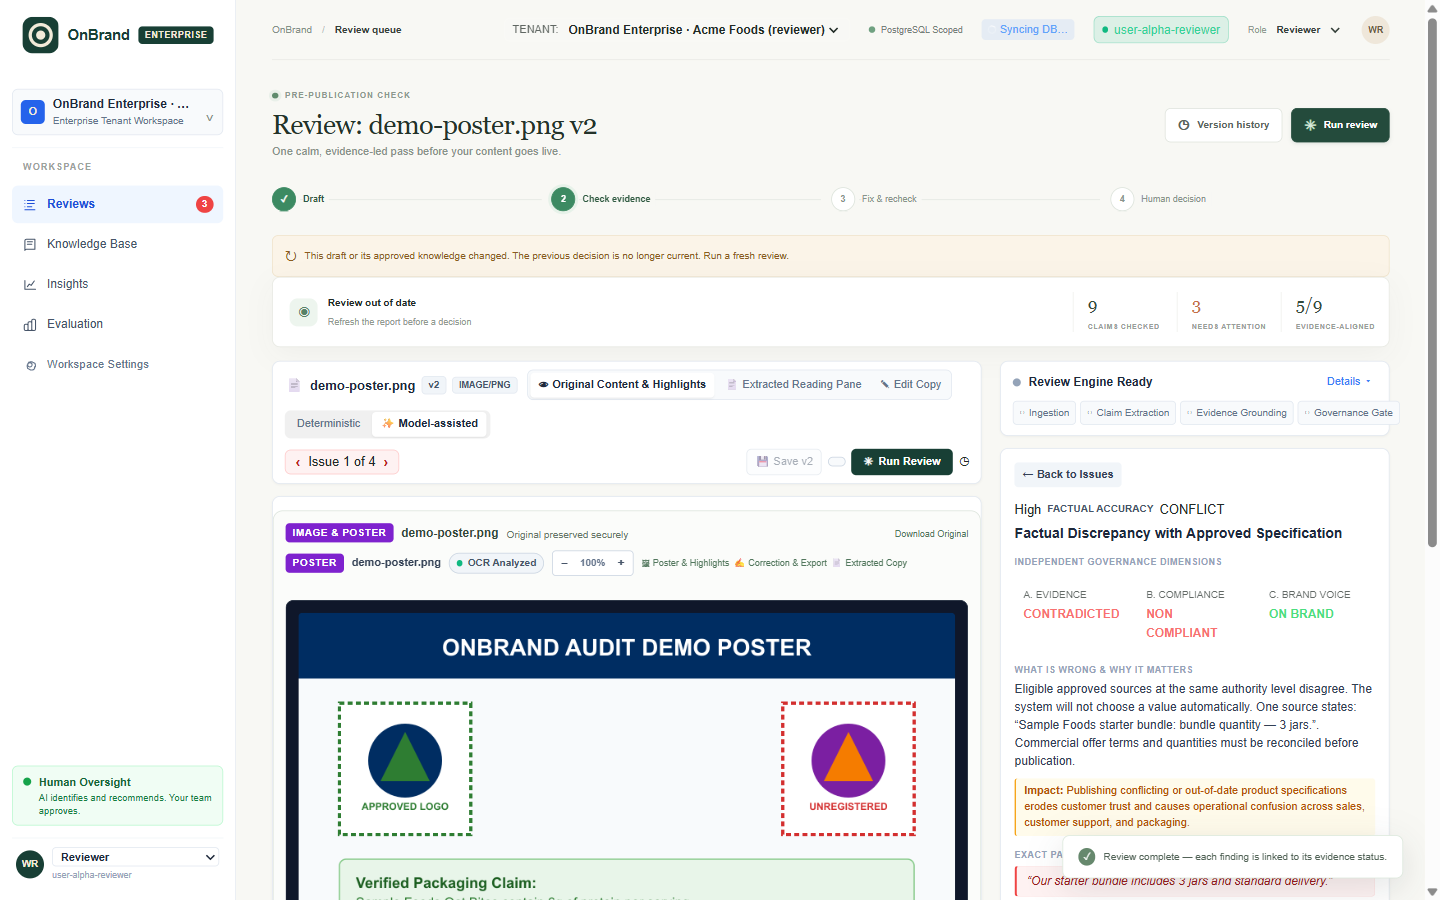 OnBrand ENTERPRISE
O
OnBrand Enterprise · ...
Enterprise Tenant Workspace
WORKSPACE
Reviews 3
Knowledge Base
Insights
Evaluation
Workspace Settings
Human Oversight
AI identifies and recommends. Your team
approves.
WR
Reviewer
user-alpha-reviewer
OnBrand / Review queue
TENANT: OnBrand Enterprise · Acme Foods (reviewer)
PostgreSQL Scoped
Syncing DB...
user-alpha-reviewer
Role Reviewer
WR
PRE-PUBLICATION CHECK
Review: demo-poster.png v2
One calm, evidence-led pass before your content goes live.
Version history
Run review
Draft
2 Check evidence
3 Fix & recheck
4 Human decision
This draft or its approved knowledge changed. The previous decision is no longer current. Run a fresh review.
Review out of date
Refresh the report before a decision
9
CLAIMS CHECKED
3
NEEDS ATTENTION
5/9
EVIDENCE-ALIGNED
demo-poster.png v2 IMAGE/PNG
Original Content & Highlights
Extracted Reading Pane
Edit Copy
Deterministic
Model-assisted
‹ Issue 1 of 4 ›
Save v2
Run Review
IMAGE & POSTER demo-poster.png Original preserved securely
Download Original
POSTER demo-poster.png OCR Analyzed − 100% + Poster & Highlights Correction & Export Extracted Copy
ONBRAND AUDIT DEMO POSTER
APPROVED LOGO
UNREGISTERED
Verified Packaging Claim:
Review Engine Ready
Details
Ingestion
Claim Extraction
Evidence Grounding
Governance Gate
← Back to Issues
High FACTUAL ACCURACY CONFLICT
Factual Discrepancy with Approved Specification
INDEPENDENT GOVERNANCE DIMENSIONS
A. EVIDENCE
CONTRADICTED
B. COMPLIANCE
NON
COMPLIANT
C. BRAND VOICE
ON BRAND
WHAT IS WRONG & WHY IT MATTERS
Eligible approved sources at the same authority level disagree. The
system will not choose a value automatically. One source states:
“Sample Foods starter bundle: bundle quantity — 3 jars.”.
Commercial offer terms and quantities must be reconciled before
publication.
Impact: Publishing conflicting or out-of-date product specifications
erodes customer trust and causes operational confusion across sales,
customer support, and packaging.
EXACT PA
Review complete — each finding is linked to its evidence status.
“Our starter bundle includes 3 jars and standard delivery.”